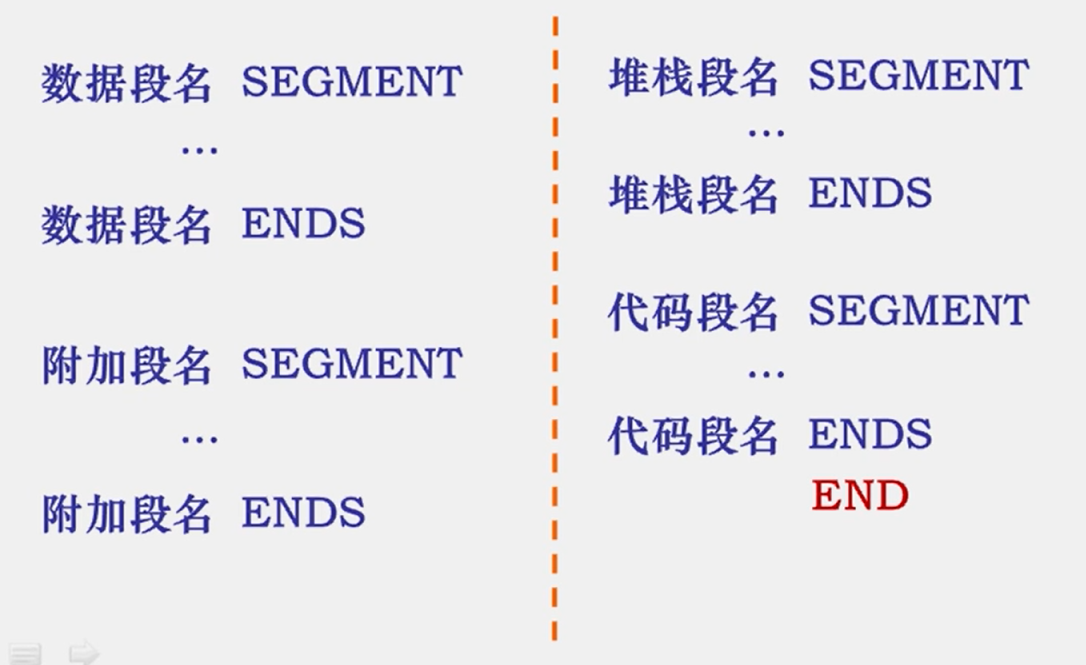 数据段名 SEGMENT
…
数据段名 ENDS
附加段名 SEGMENT
…
附加段名 ENDS
堆栈段名 SEGMENT
…
堆栈段名 ENDS
代码段名 SEGMENT
…
代码段名 ENDS
END